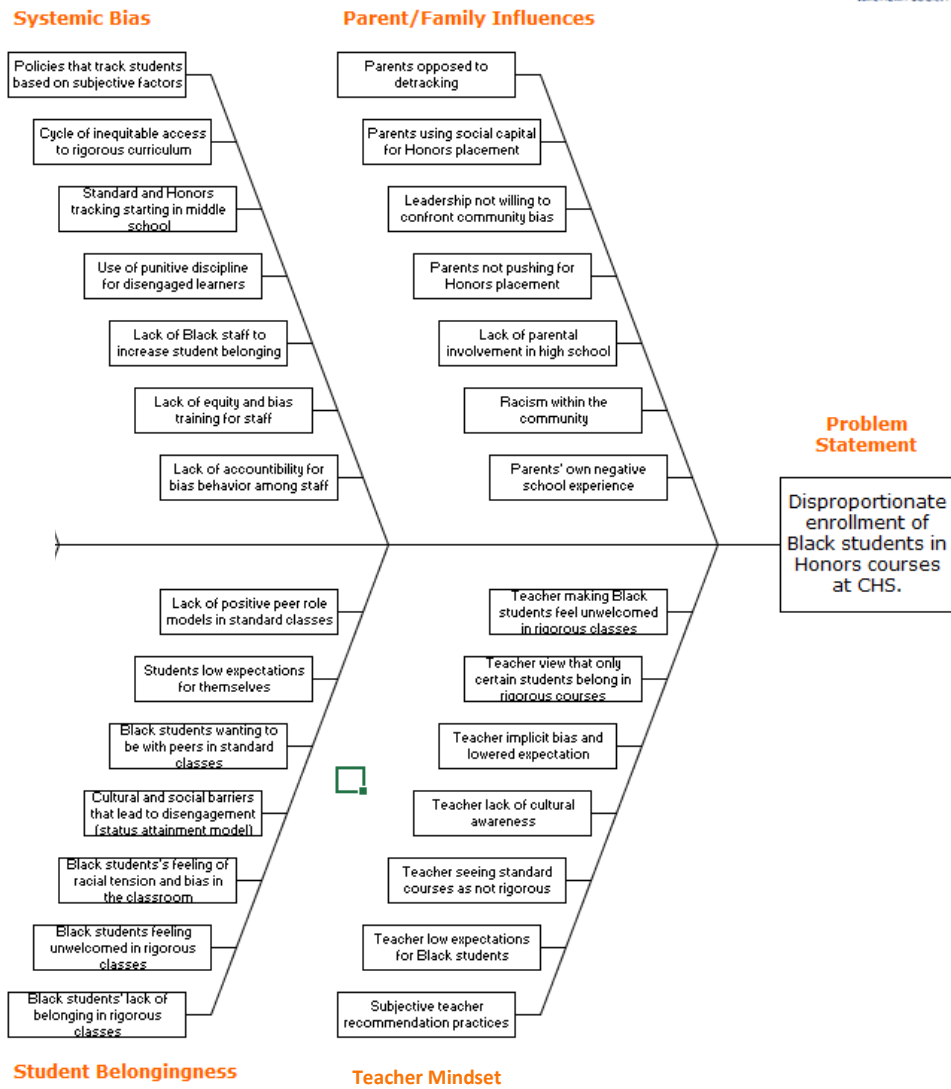 Systemic Bias
Policies that track students
based on subjective factors
Cycle of inequitable access
to rigorous curriculum
Standard and Honors
tracking starting in middle
school
Use of punitive discipline
for disengaged learners
Lack of Black staff to
increase student belonging
Lack of equity and bias
training for staff
Lack of accountibility for
bias behavior among staff
Parent/Family Influences
Parents opposed to
detracking
Parents using social capital
for Honors placement
Leadership not willing to
confront community bias
Parents not pushing for
Honors placement
Lack of parental
involvement in high school
Racism within the
community
Parents' own negative
school experience
Problem
Statement
Disproportionate
enrollment of
Black students in
Honors courses
at CHS.
Lack of positive peer role
models in standard classes
Students low expectations
for themselves
Black students wanting to
be with peers in standard
classes
Cultural and social barriers
that lead to disengagement
(status attainment model)
Black students's feeling of
racial tension and bias in
the classroom
Black students feeling
unwelcomed in rigorous
classes
Black students' lack of
belonging in rigorous
classes
Student Belongingness
Teacher making Black
students feel unwelcomed
in rigorous classes
Teacher view that only
certain students belong in
rigorous courses
Teacher implicit bias and
lowered expectation
Teacher lack of cultural
awareness
Teacher seeing standard
courses as not rigorous
Teacher low expectations
for Black students
Subjective teacher
recommendation practices
Teacher Mindset